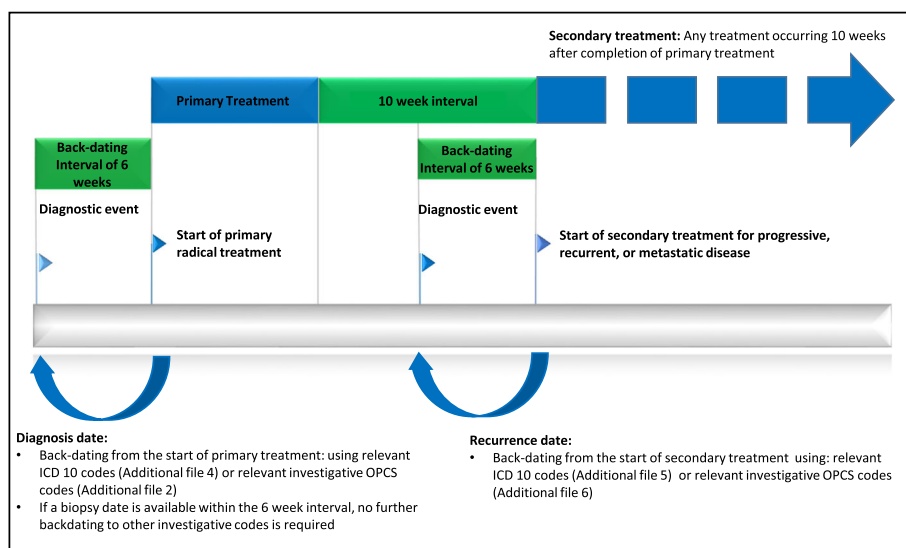 Secondary treatment: Any treatment occurring 10 weeks
after completion of primary treatment
Primary Treatment
10 week interval
Back-dating
Interval of 6
weeks
Back-dating
Interval of 6 weeks
Diagnostic event
Diagnostic event
Start of primary
radical treatment
Start of secondary treatment for progressive,
recurrent, or metastatic disease
Diagnosis date:
• Back-dating from the start of primary treatment: using relevant
ICD 10 codes (Additional file 4) or relevant investigative OPCS
codes (Additional file 2)
• If a biopsy date is available within the 6 week interval, no further
backdating to other investigative codes is required
Recurrence date:
• Back-dating from the start of secondary treatment using: relevant
ICD 10 codes (Additional file 5) or relevant investigative OPCS codes
(Additional file 6)